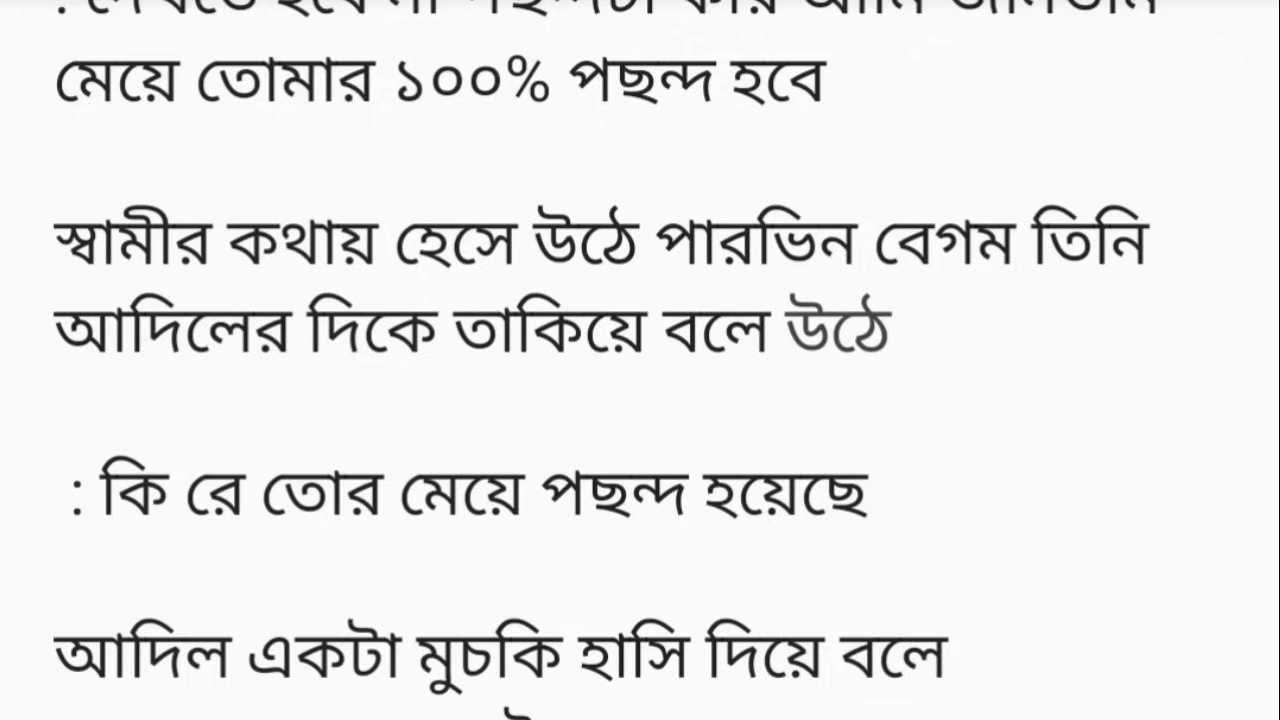 মেয়ে তোমার ১০০% পছন্দ হবে
স্বামীর কথায় হেসে উঠে পারভিন বেগম তিনি
আদিলের দিকে তাকিয়ে বলে উঠে
: কি রে তোর মেয়ে পছন্দ হয়েছে
আদিল একটা মুচকি হাসি দিয়ে বলে